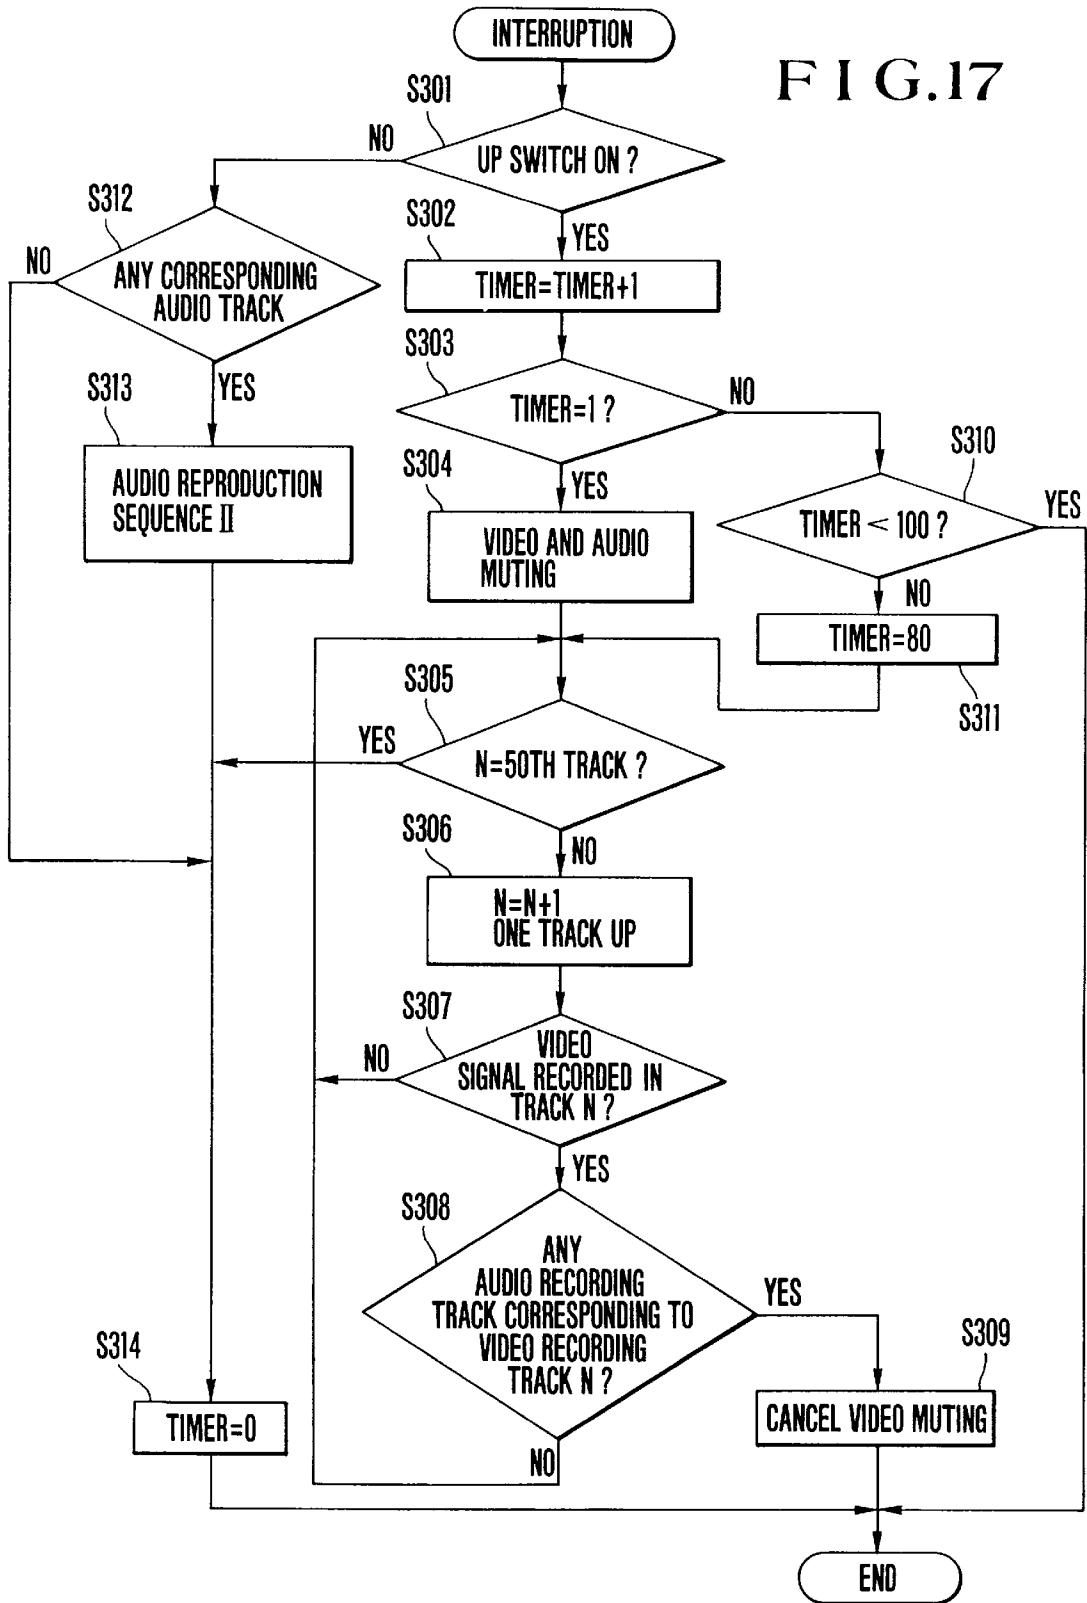 INTERRUPTION
FIG.17
S301
NO
UP SWITCH ON ?
S312
S302
YES
NO
ANY CORRESPONDING
AUDIO TRACK
TIMER=TIMER+1
S303
S313
YES
TIMER=1 ?
NO
S310
S304
YES
AUDIO REPRODUCTION
SEQUENCE II
VIDEO AND AUDIO
MUTING
TIMER < 100 ?
YES
NO
TIMER=80
S311
S305
YES
N=50TH TRACK ?
S306
NO
N=N+1
ONE TRACK UP
S307
NO
VIDEO
SIGNAL RECORDED IN
TRACK N ?
YES
S308
ANY
AUDIO RECORDING
TRACK CORRESPONDING TO
VIDEO RECORDING
TRACK N ?
YES
S309
S314
TIMER=0
CANCEL VIDEO MUTING
NO
END